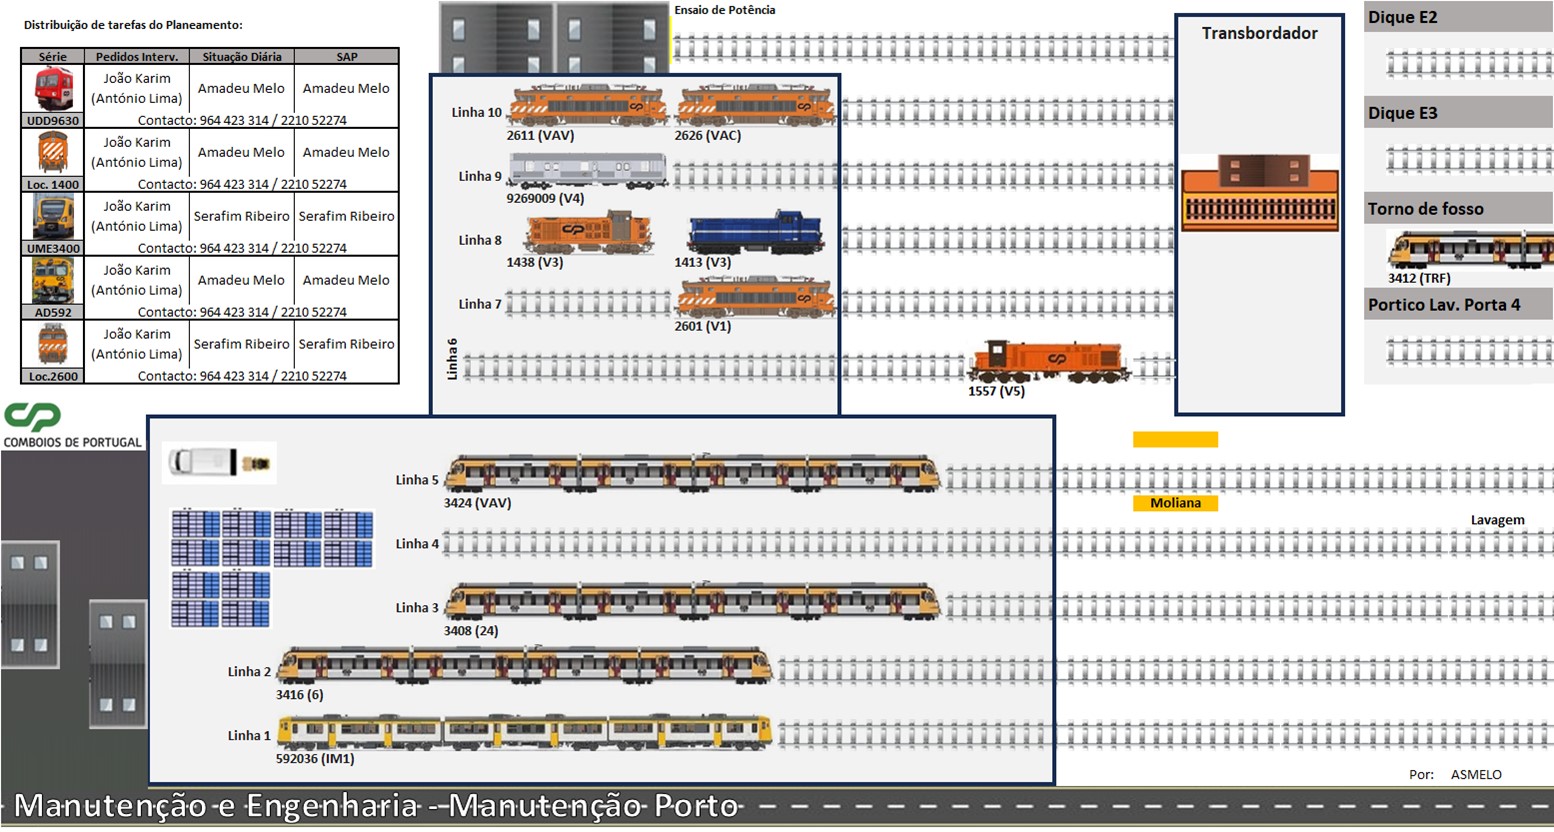 Distribuição de tarefas do Planeamento:
Série Pedidos Interv. Situação Diária SAP
João Karim
(António Lima) Amadeu Melo Amadeu Melo
UDD9630 Contacto: 964 423 314 / 2210 52274
João Karim
(António Lima) Amadeu Melo Amadeu Melo
Loc. 1400 Contacto: 964 423 314 / 2210 52274
João Karim
(António Lima) Serafim Ribeiro Serafim Ribeiro
UME3400 Contacto: 964 423 314 / 2210 52274
João Karim
(António Lima) Amadeu Melo Amadeu Melo
AD592 Contacto: 964 423 314 / 2210 52274
João Karim
(António Lima) Serafim Ribeiro Serafim Ribeiro
Loc.2600 Contacto: 964 423 314 / 2210 52274
CP
COMBOIOS DE PORTUGAL
Ensaio de Potência
Linha 10
2611 (VAV) 2626 (VAC)
Linha 9
9269009 (V4)
Linha 8
1438 (V3) 1413 (V3)
Linha 7
2601 (V1)
Linha 6
1557 (V5)
Transbordador
Dique E2
Dique E3
Torno de fosso
3412 (TRF)
Portico Lav. Porta 4
Linha 5
3424 (VAV)
Moliana
Lavagem
Linha 4
Linha 3
3408 (24)
Linha 2
3416 (6)
Linha 1
592036 (IM1)
Por: ASMELO
Manutenção e Engenharia - Manutenção Porto